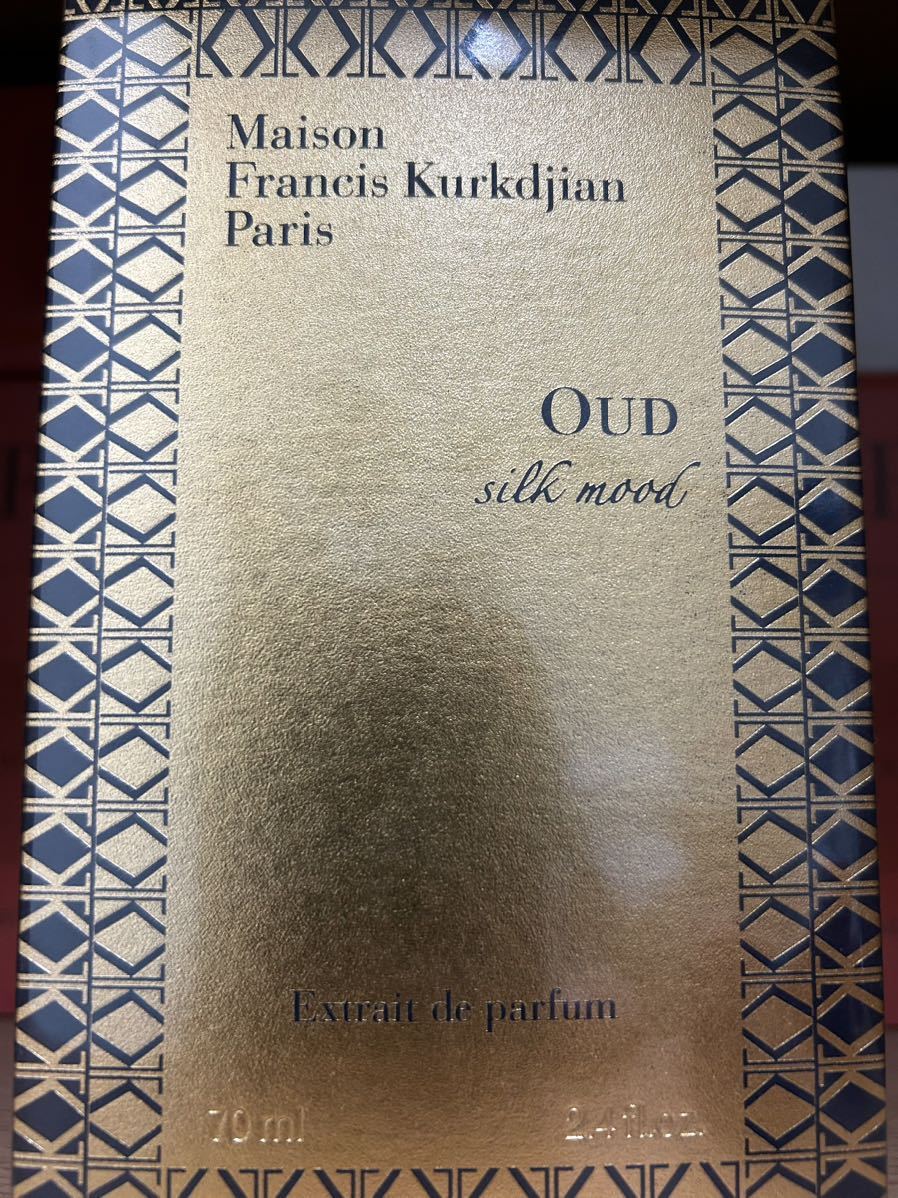 Maison
Francis Kurkdjian
Paris
OUD
silk mood
Extrait de parfum
70 ml 2.4 fl.oz.